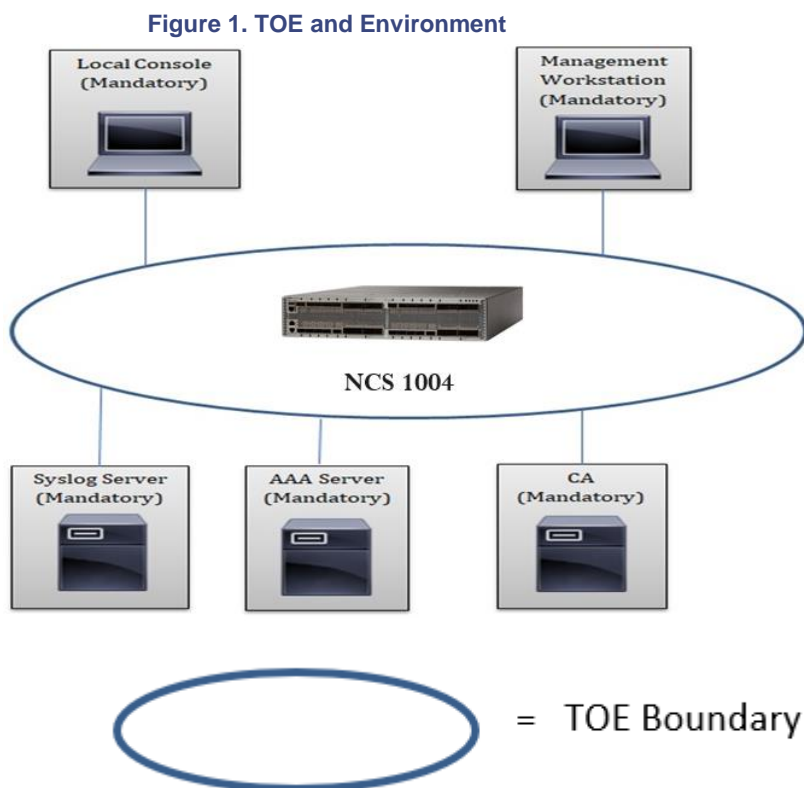 Figure 1. TOE and Environment
Local Console
(Mandatory)
Management
Workstation
(Mandatory)
NCS 1004
Syslog Server
(Mandatory)
AAA Server
(Mandatory)
CA
(Mandatory)
= TOE Boundary